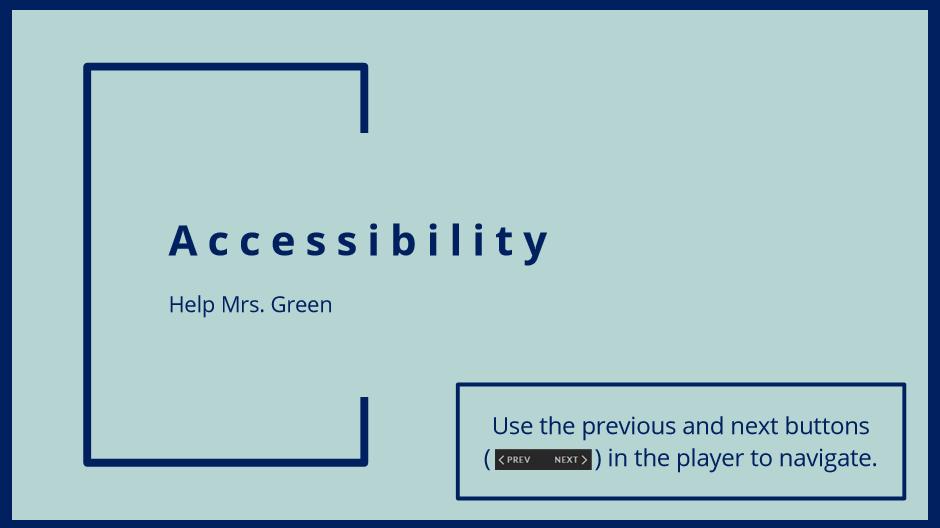 Accessibility
Help Mrs. Green
Use the previous and next buttons
( < PREV NEXT > ) in the player to navigate.